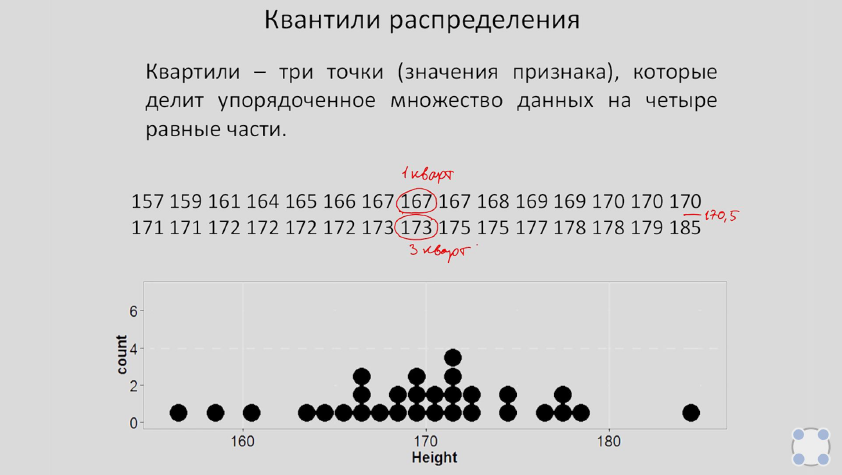 Квантили распределения
Квартили – три точки (значения признака), которые
делит упорядоченное множество данных на четыре
равные части.
1 кварт
157 159 161 164 165 166 167 167 167 168 169 169 170 170 170
170,5
171 171 172 172 172 172 173 173 175 175 177 178 178 179 185
3 кварт
6
4
2
0
count
160 170 180
Height